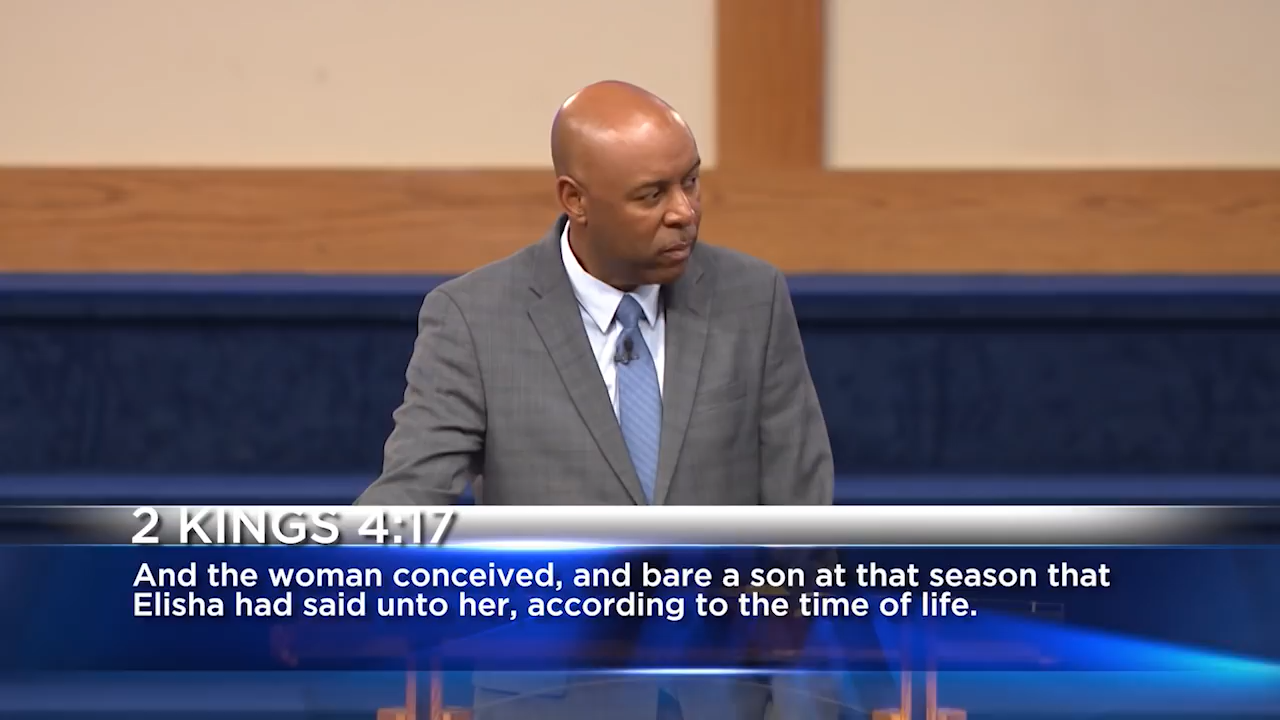 2 KINGS 4:17
And the woman conceived, and bare a son at that season that
Elisha had said unto her, according to the time of life.